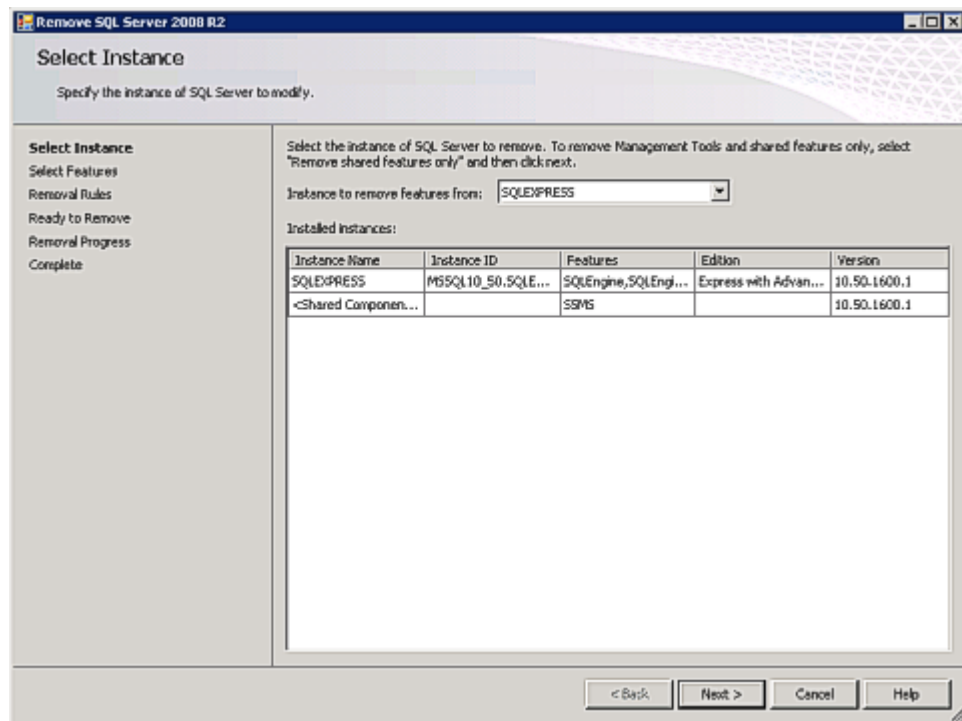 Remove SQL Server 2008 R2
Select Instance
Specify the instance of SQL Server to modify.
Select Instance
Select Features
Removal Rules
Ready to Remove
Removal Progress
Complete
Select the instance of SQL Server to remove. To remove Management Tools and shared features only, select
"Remove shared features only" and then click next.
Instance to remove features from: SQLEXPRESS
Installed instances:
Instance Name Instance ID Features Edition Version
SQLEXPRESS MSSQL10_50.SQLE... SQLEngine,SQLEngi... Express with Advan... 10.50.1600.1
<Shared Componen... SSMS 10.50.1600.1
< Back Next > Cancel Help